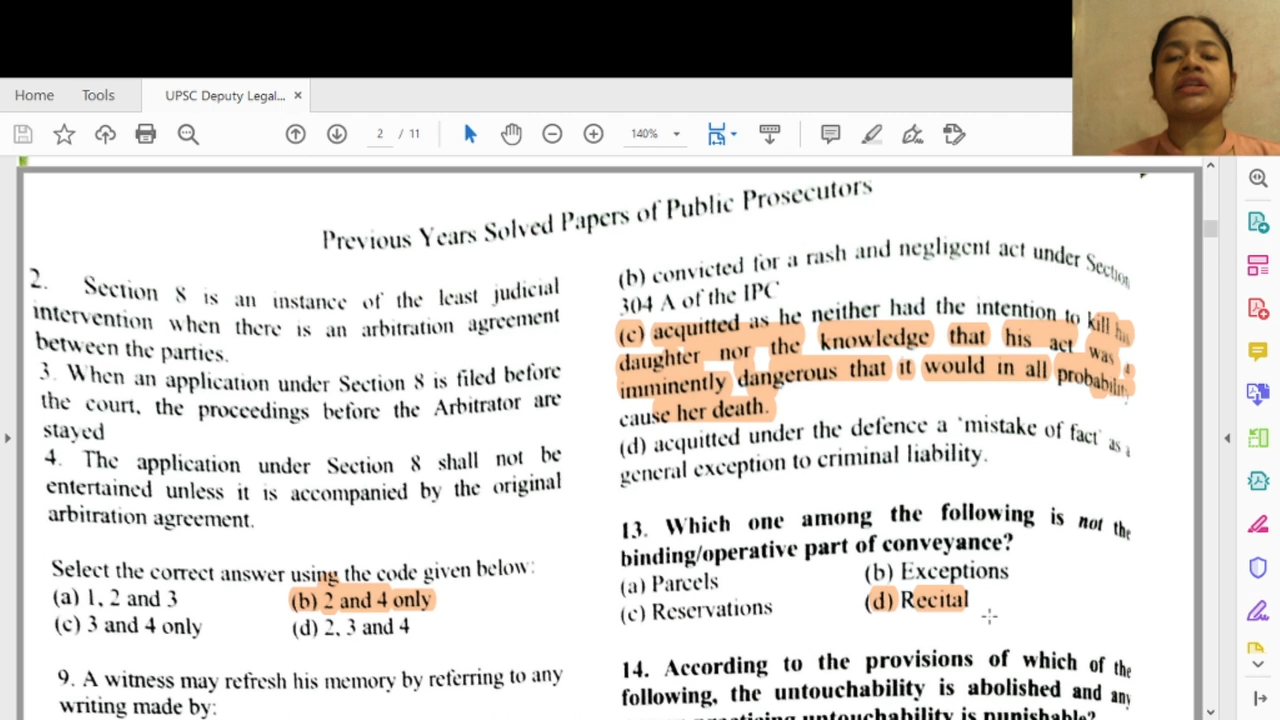 Home
Tools
UPSC Deputy Legal... ×
2 / 11
140%
Previous Years Solved Papers of Public Prosecutors
2. Section 8 is an instance of the least judicial
intervention when there is an arbitration agreement
between the parties.
3. When an application under Section 8 is filed before
the court, the proceedings before the Arbitrator are
stayed
4. The application under Section 8 shall not be
entertained unless it is accompanied by the original
arbitration agreement.
Select the correct answer using the code given below:
(a) 1, 2 and 3
(b) 2 and 4 only
(c) 3 and 4 only
(d) 2, 3 and 4
9. A witness may refresh his memory by referring to any
writing made by:
(b) convicted for a rash and negligent act under Section
304 A of the IPC
(c) acquitted as he neither had the intention to kill his
daughter nor the knowledge that his act was
imminently dangerous that it would in all probability
cause her death.
(d) acquitted under the defence a 'mistake of fact' as a
general exception to criminal liability.
13. Which one among the following is not the
binding/operative part of conveyance?
(a) Parcels
(b) Exceptions
(c) Reservations
(d) Recital
14. According to the provisions of which of the
following, the untouchability is abolished and any
practising untouchability is punishable?